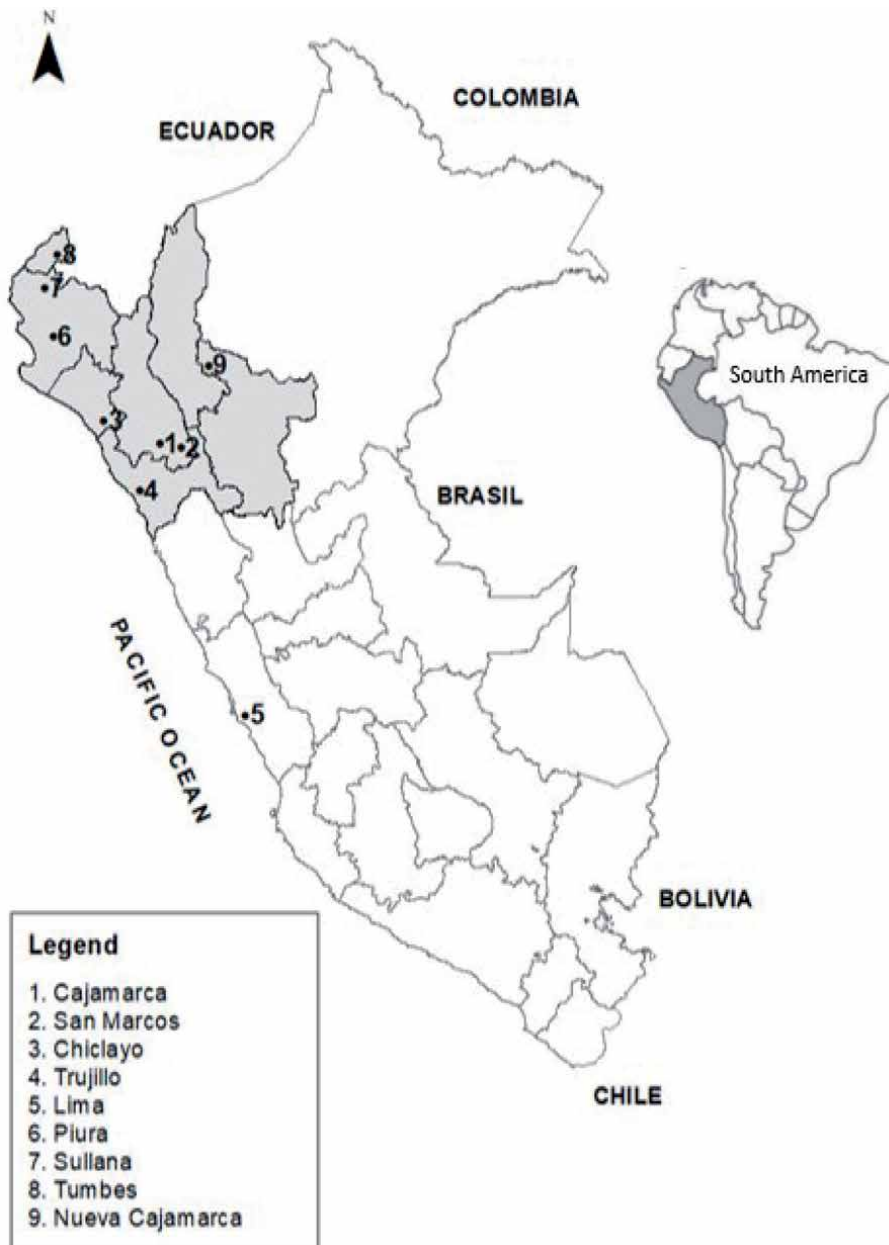 N
COLOMBIA
ECUADOR
8
7
6
9
3
1
2
4
South America
BRASIL
PACIFIC OCEAN
5
BOLIVIA
CHILE
Legend
1. Cajamarca
2. San Marcos
3. Chiclayo
4. Trujillo
5. Lima
6. Piura
7. Sullana
8. Tumbes
9. Nueva Cajamarca